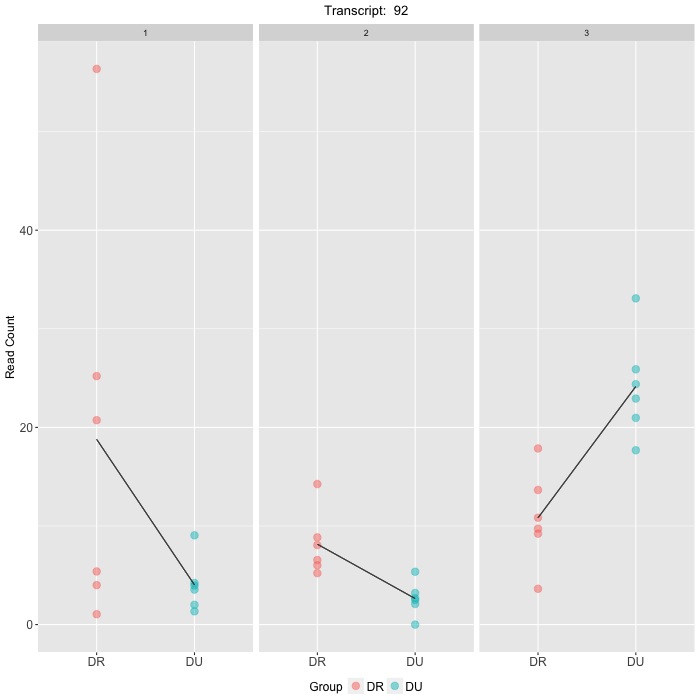 Transcript:  92
1 2 3
Read Count
40
20
0
DR DU DR DU DR DU
Group DR DU